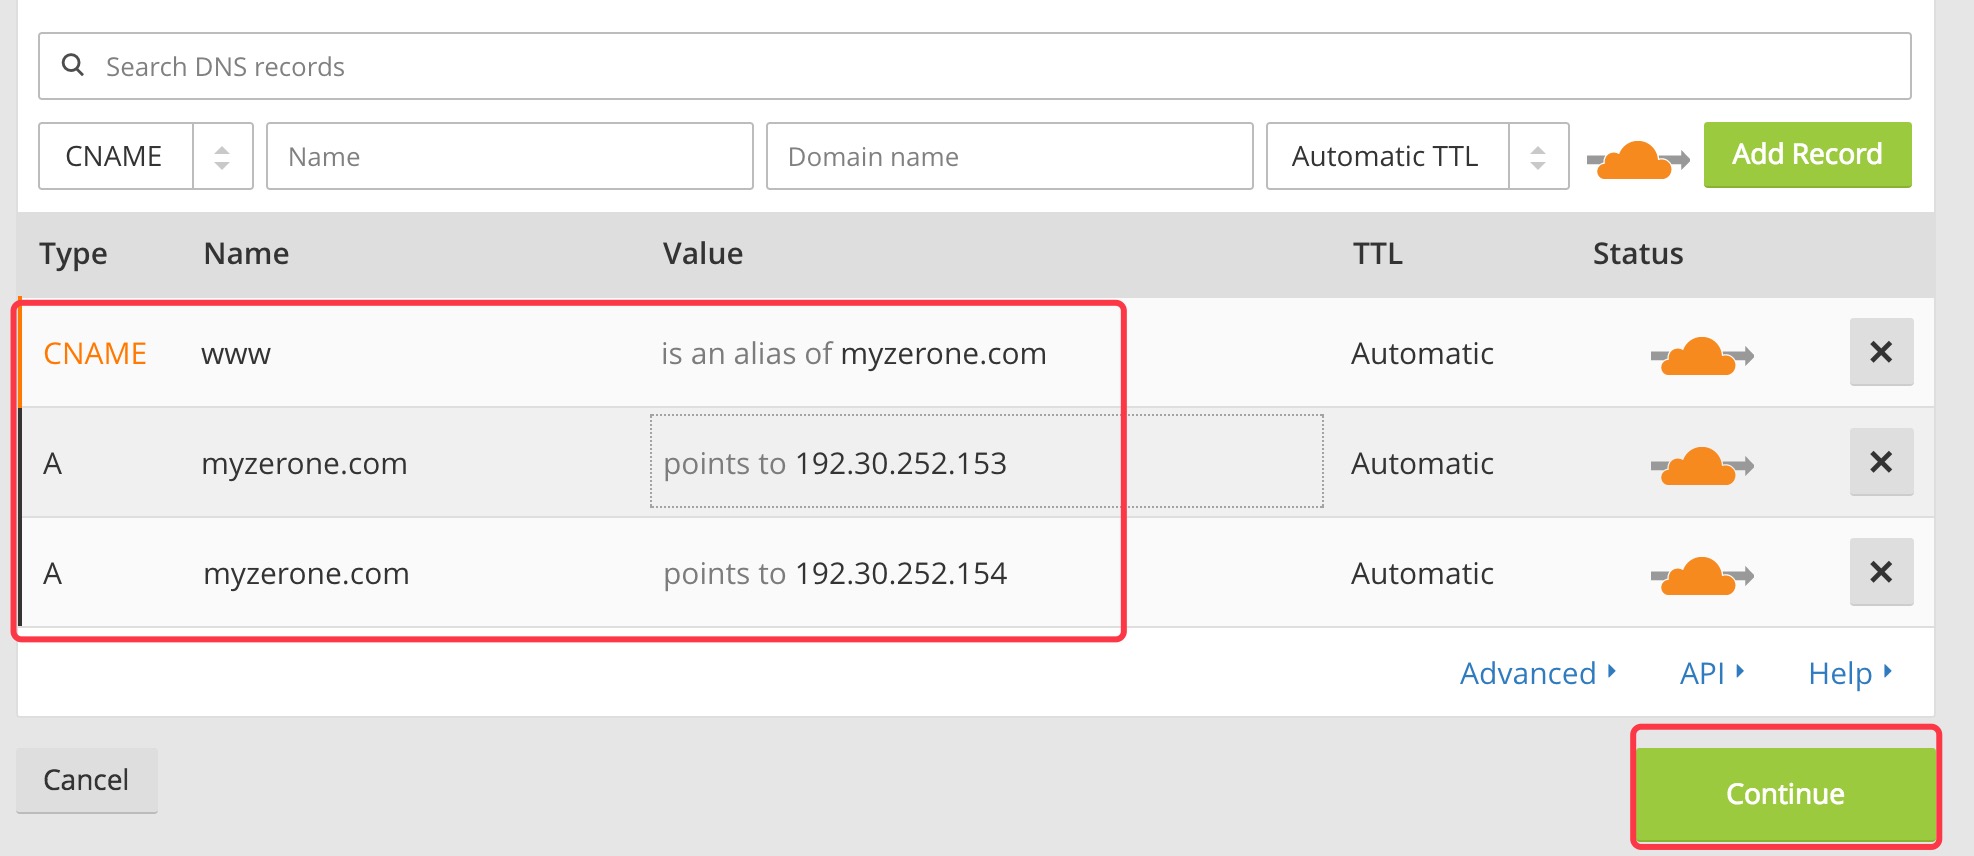 Search DNS records
CNAME Name Domain name Automatic TTL Add Record
Type Name Value TTL Status
CNAME www is an alias of myzerone.com Automatic
A myzerone.com points to 192.30.252.153 Automatic
A myzerone.com points to 192.30.252.154 Automatic
Advanced API Help
Cancel
Continue